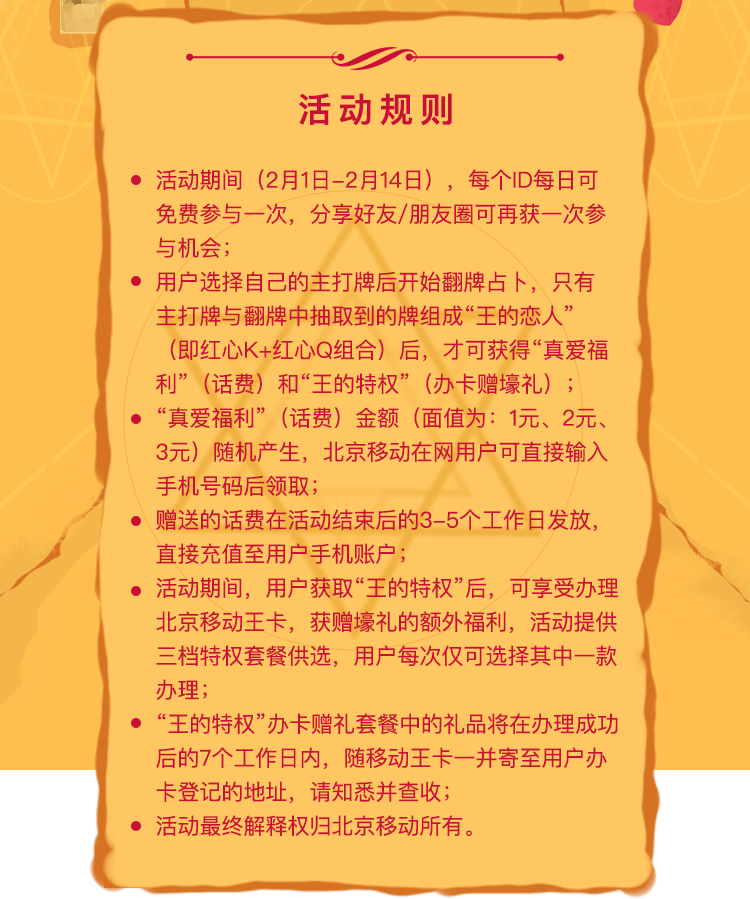 活动规则
活动期间（2月1日-2月14日），每个ID每日可
免费参与一次，分享好友/朋友圈可再获一次参
与机会；
用户选择自己的主打牌后开始翻牌占卜，只有
主打牌与翻牌中抽取到的牌组成“王的恋人”
（即红心K+红心Q组合）后，才可获得“真爱福
利”（话费）和“王的特权”（办卡赠壕礼）；
“真爱福利”（话费）金额（面值为：1元、2元、
3元）随机产生，北京移动在网用户可直接输入
手机号码后领取；
赠送的话费在活动结束后的3-5个工作日发放，
直接充值至用户手机账户；
活动期间，用户获取“王的特权”后，可享受办理
北京移动王卡，获赠壕礼的额外福利，活动提供
三档特权套餐供选，用户每次仅可选择其中一款
办理；
“王的特权”办卡赠礼套餐中的礼品将在办理成功
后的7个工作日内，随移动王卡一并寄至用户办
卡登记的地址，请知悉并查收；
活动最终解释权归北京移动所有。